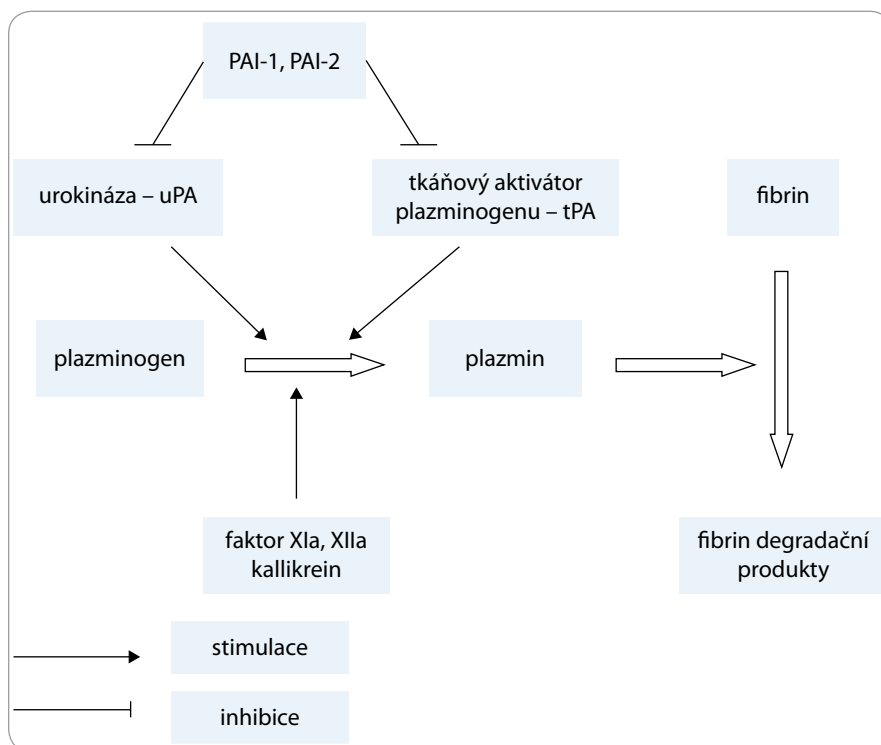 PAI-1, PAI-2
urokináza – uPA
tkáňový aktivátor
plazminogenu – tPA
fibrin
plazminogen
plazmin
faktor XIa, XIIa
kallikrein
fibrin degradační
produkty
stimulace
inhibice